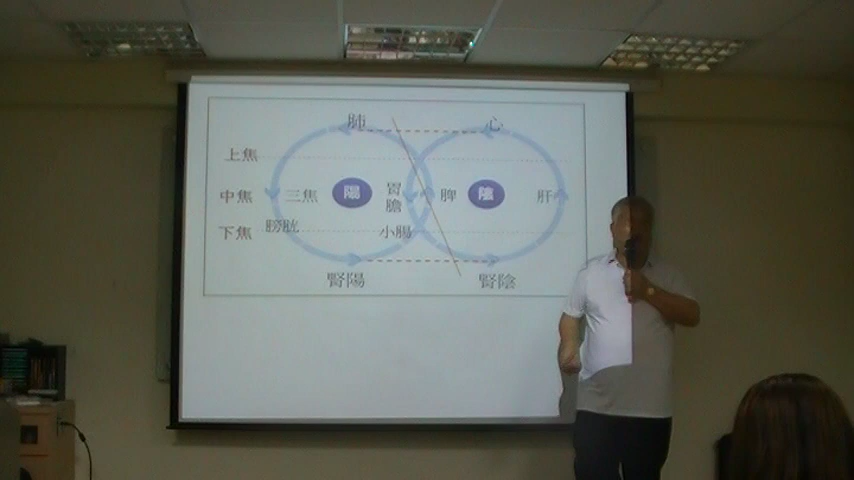 肺 心
上焦
中焦 三焦 陽 胃 脾 陰 肝
膽
下焦 膀胱 小腸
腎陽 腎陰